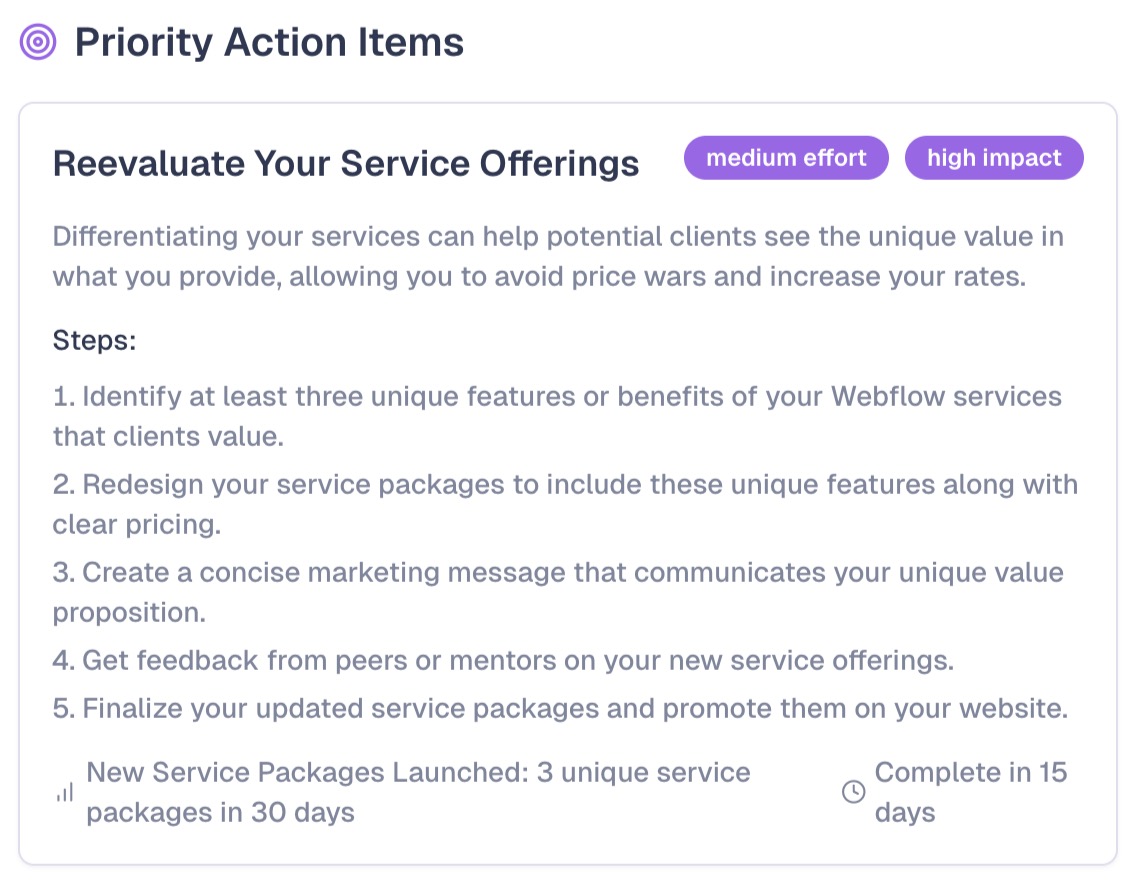 Priority Action Items
Reevaluate Your Service Offerings
medium effort
high impact
Differentiating your services can help potential clients see the unique value in
what you provide, allowing you to avoid price wars and increase your rates.
Steps:
1. Identify at least three unique features or benefits of your Webflow services
that clients value.
2. Redesign your service packages to include these unique features along with
clear pricing.
3. Create a concise marketing message that communicates your unique value
proposition.
4. Get feedback from peers or mentors on your new service offerings.
5. Finalize your updated service packages and promote them on your website.
New Service Packages Launched: 3 unique service
packages in 30 days
Complete in 15
days